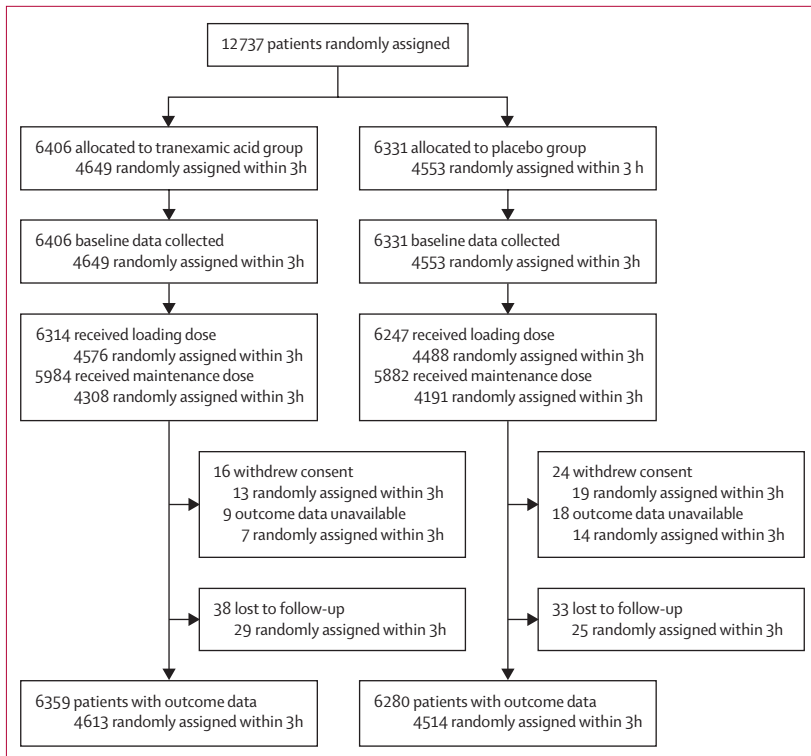 12737 patients randomly assigned
6406 allocated to tranexamic acid group
4649 randomly assigned within 3h
6331 allocated to placebo group
4553 randomly assigned within 3 h
6406 baseline data collected
4649 randomly assigned within 3h
6331 baseline data collected
4553 randomly assigned within 3h
6314 received loading dose
4576 randomly assigned within 3h
5984 received maintenance dose
4308 randomly assigned within 3h
6247 received loading dose
4488 randomly assigned within 3h
5882 received maintenance dose
4191 randomly assigned within 3h
16 withdrew consent
13 randomly assigned within 3h
9 outcome data unavailable
7 randomly assigned within 3h
24 withdrew consent
19 randomly assigned within 3h
18 outcome data unavailable
14 randomly assigned within 3h
38 lost to follow-up
29 randomly assigned within 3h
33 lost to follow-up
25 randomly assigned within 3h
6359 patients with outcome data
4613 randomly assigned within 3h
6280 patients with outcome data
4514 randomly assigned within 3h